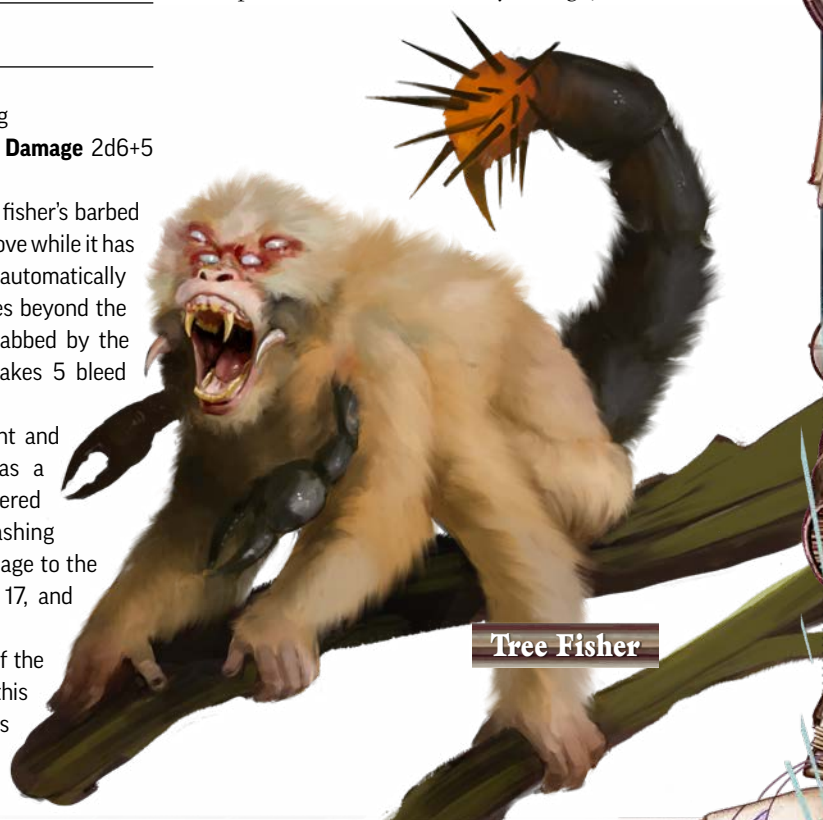 g
Damage 2d6+5
fisher's barbed
ove while it has
automatically
es beyond the
abbed by the
akes 5 bleed
nt and
as a
ered
ashing
age to the
17, and
f the
this
s
Tree Fisher